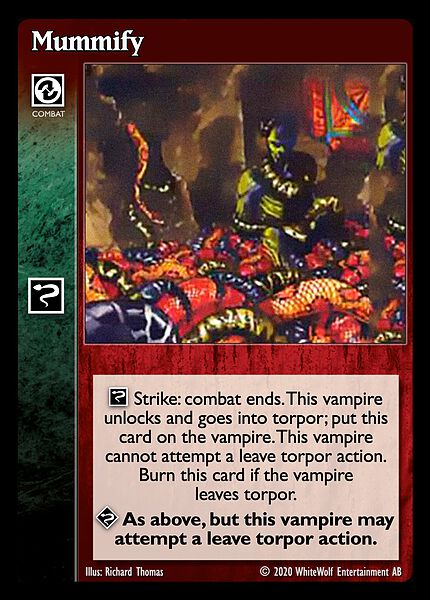 Mummify
COMBAT
Strike: combat ends. This vampire
unlocks and goes into torpor; put this
card on the vampire. This vampire
cannot attempt a leave torpor action.
Burn this card if the vampire
leaves torpor.
As above, but this vampire may
attempt a leave torpor action.
Illus: Richard Thomas
© 2020 WhiteWolf Entertainment AB